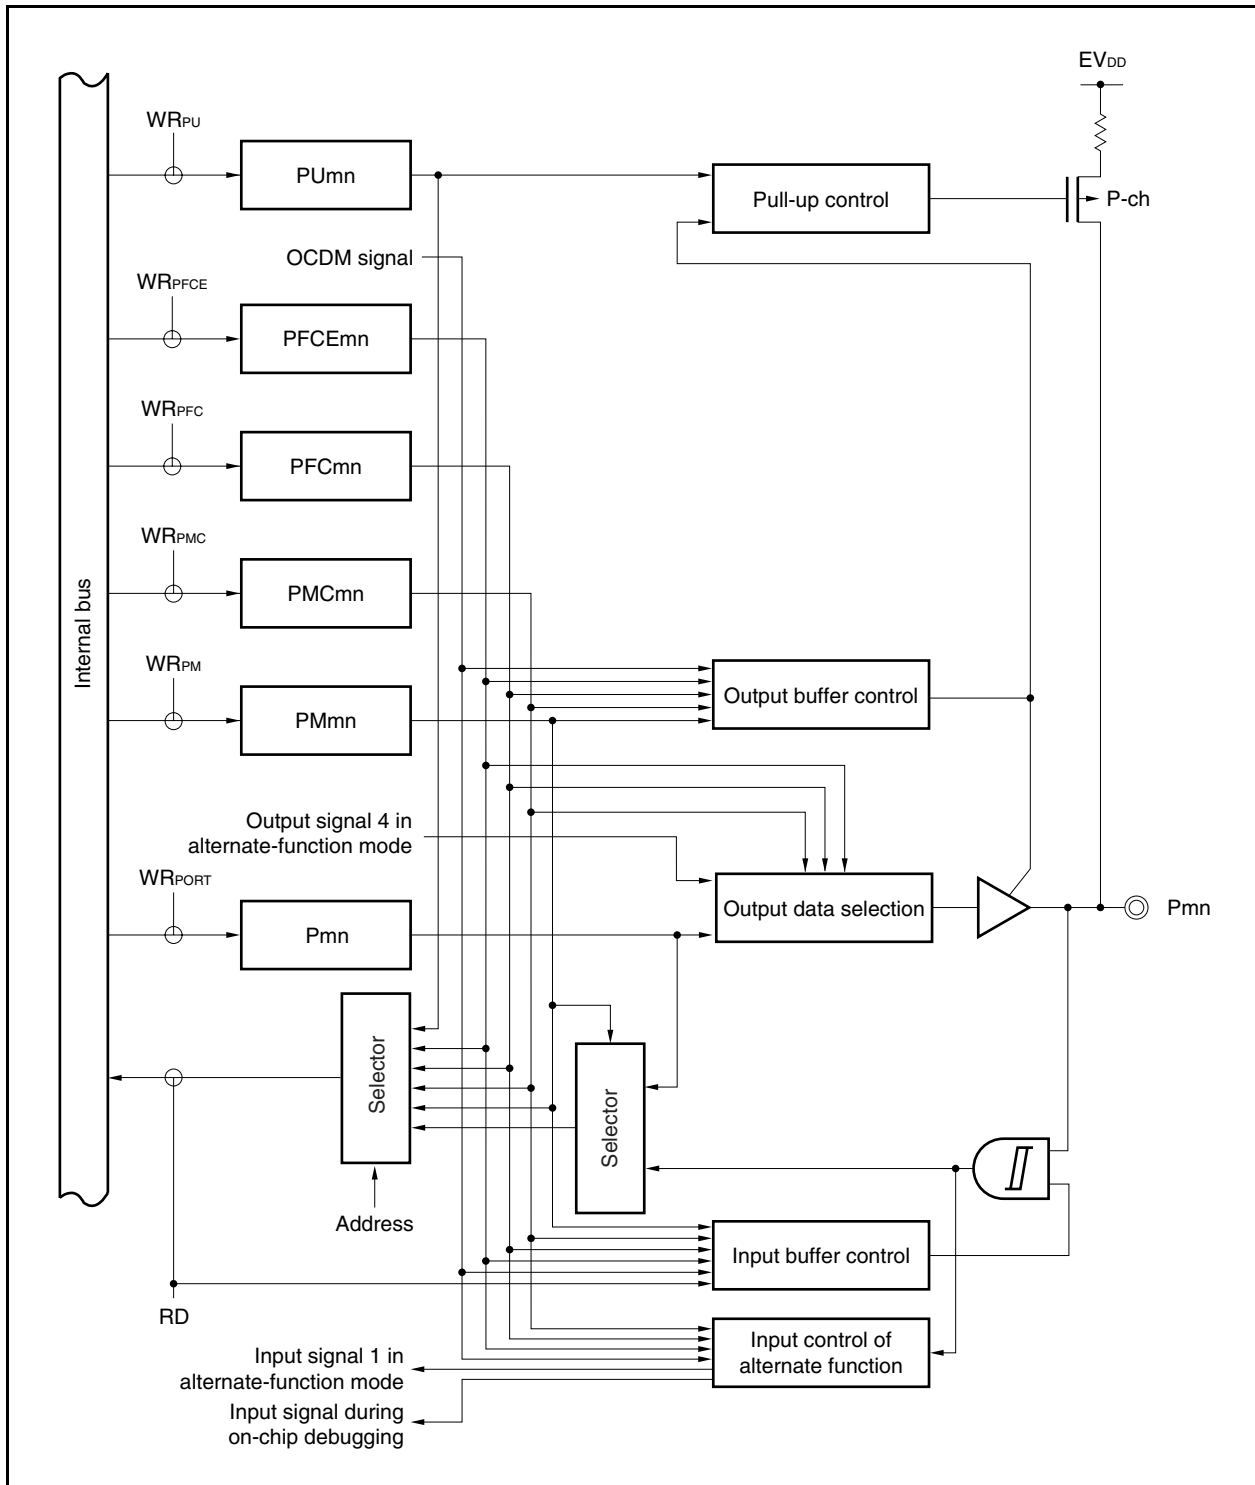 EVDD
WRPU
PUmn
Pull-up control
P-ch
OCDM signal
WRPFCE
PFCEmn
WRPFC
PFCmn
WRPMC
PMCmn
Internal bus
WRPM
PMmn
Output buffer control
Output signal 4 in
alternate-function mode
WRPORT
Pmn
Output data selection
Pmn
Selector
Selector
Address
Input buffer control
RD
Input control of
alternate function
Input signal 1 in
alternate-function mode
Input signal during
on-chip debugging